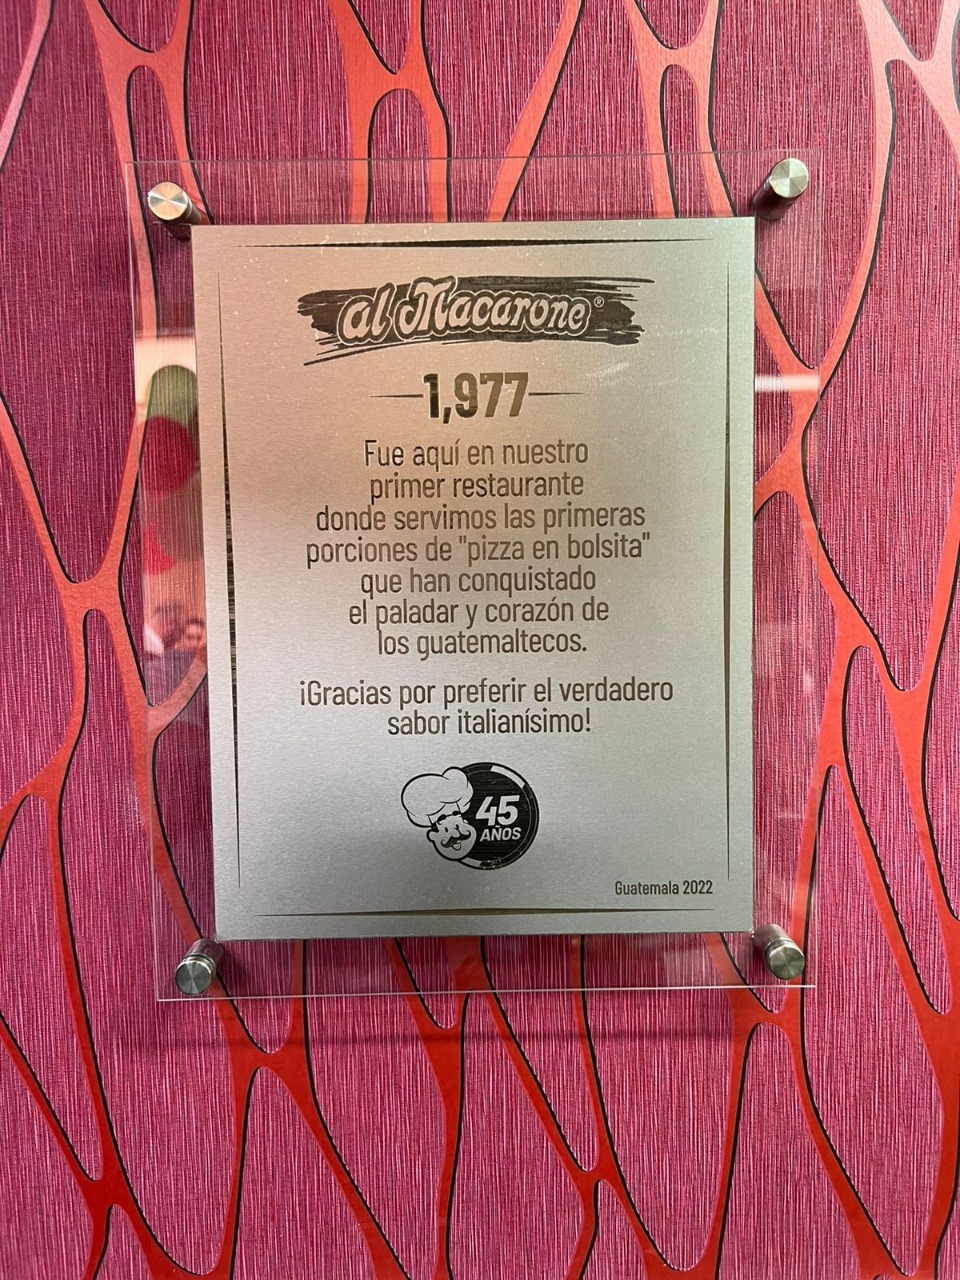 al Macarone®
1,977
Fue aquí en nuestro
primer restaurante
donde servimos las primeras
porciones de "pizza en bolsita"
que han conquistado
el paladar y corazón de
los guatemaltecos.
¡Gracias por preferir el verdadero
sabor italianísimo!
45
AÑOS
Guatemala 2022